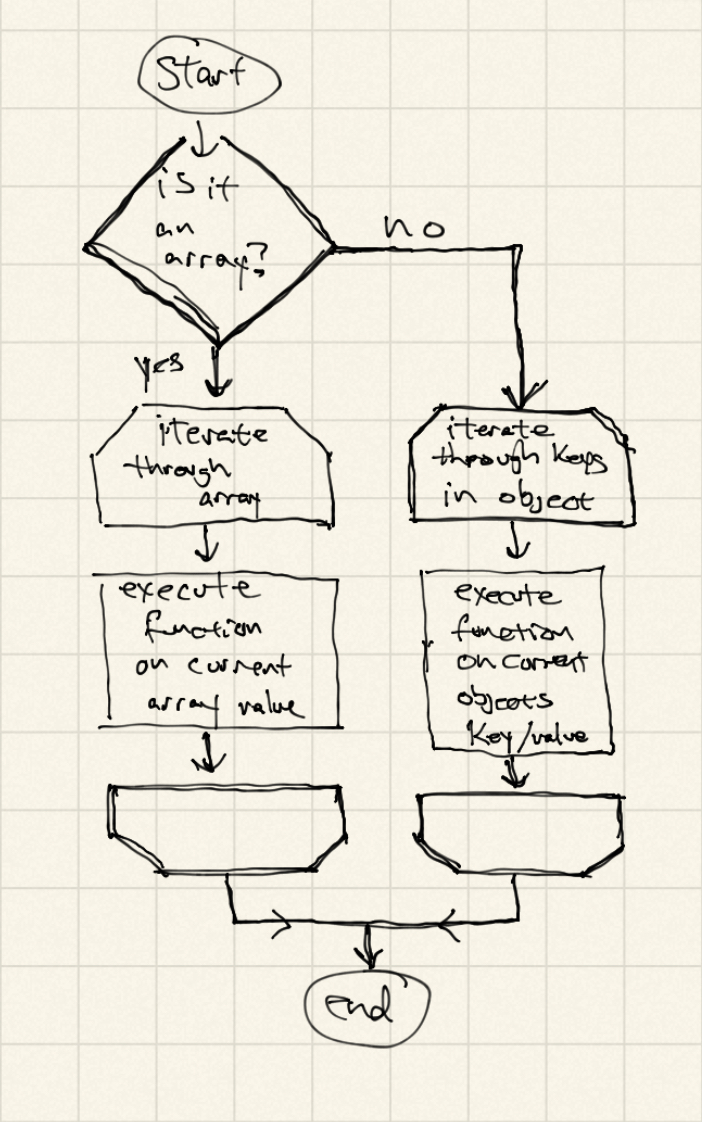 Start
is it
an
array?
no
yes
iterate
through
array
iterate
through keys
in object
execute
function
on current
array value
execute
function
on current
objects
key/value
end